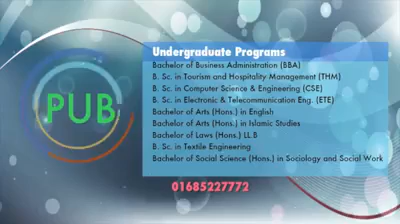 PUB
Undergraduate Programs
Bachelor of Business Administration (BBA)
B. Sc. in Tourism and Hospitality Management (THM)
B. Sc. in Computer Science & Engineering (CSE)
B. Sc. in Electronic & Telecommunication Eng. (ETE)
Bachelor of Arts (Hons.) in English
Bachelor of Arts (Hons.) in Islamic Studies
Bachelor of Laws (Hons.) LL.B
B. Sc. in Textile Engineering
Bachelor of Social Science (Hons.) in Sociology and Social Work
01685227772